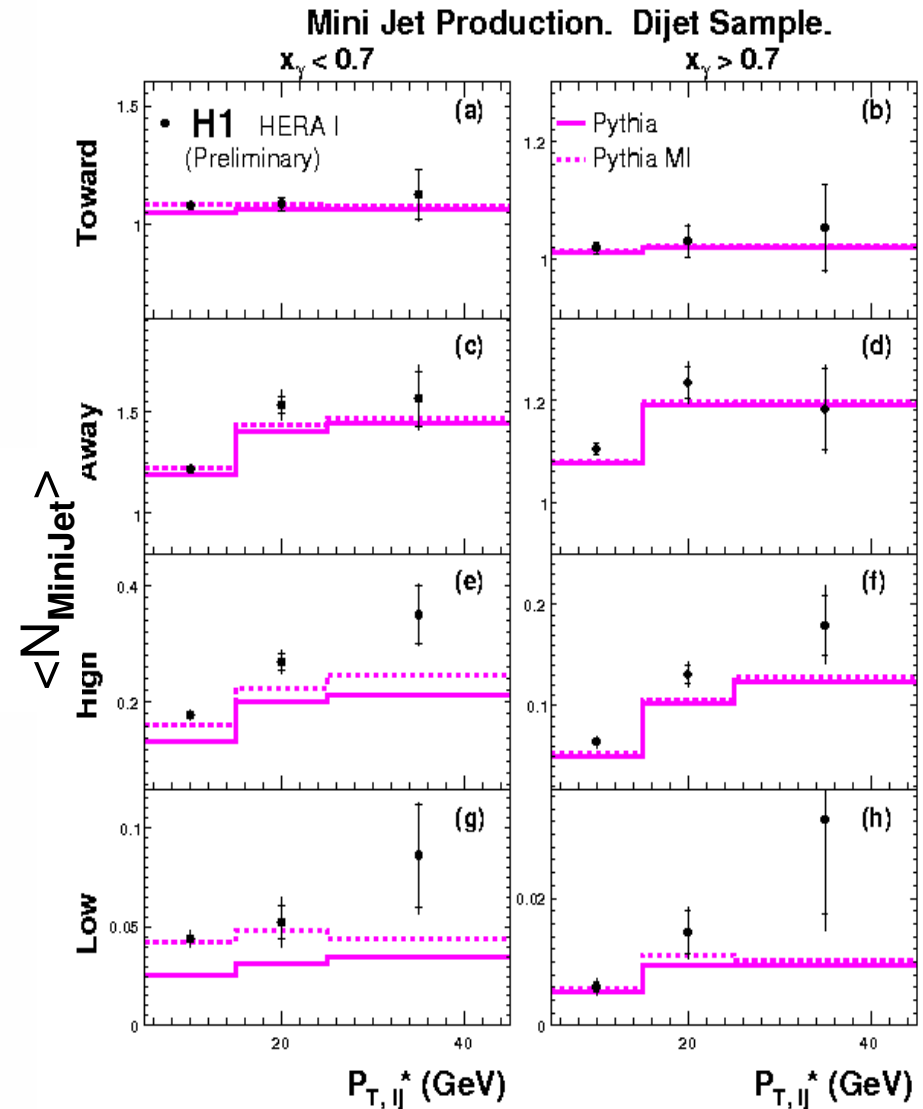 Mini Jet Production. Dijet Sample.
xγ < 0.7
xγ > 0.7
1.5
H1 HERA I
(Preliminary)
(a)
1
Toward
Pythia
Pythia MI
(b)
1.2
1
(c)
1.5
1
Away
(d)
1.2
1
<N_MiniJet>
(e)
0.4
0.2
High
(f)
0.2
0.1
(g)
0.1
0.05
0
Low
(h)
0.02
0
20
40
20
40
P_T, lj* (GeV)
P_T, lj* (GeV)